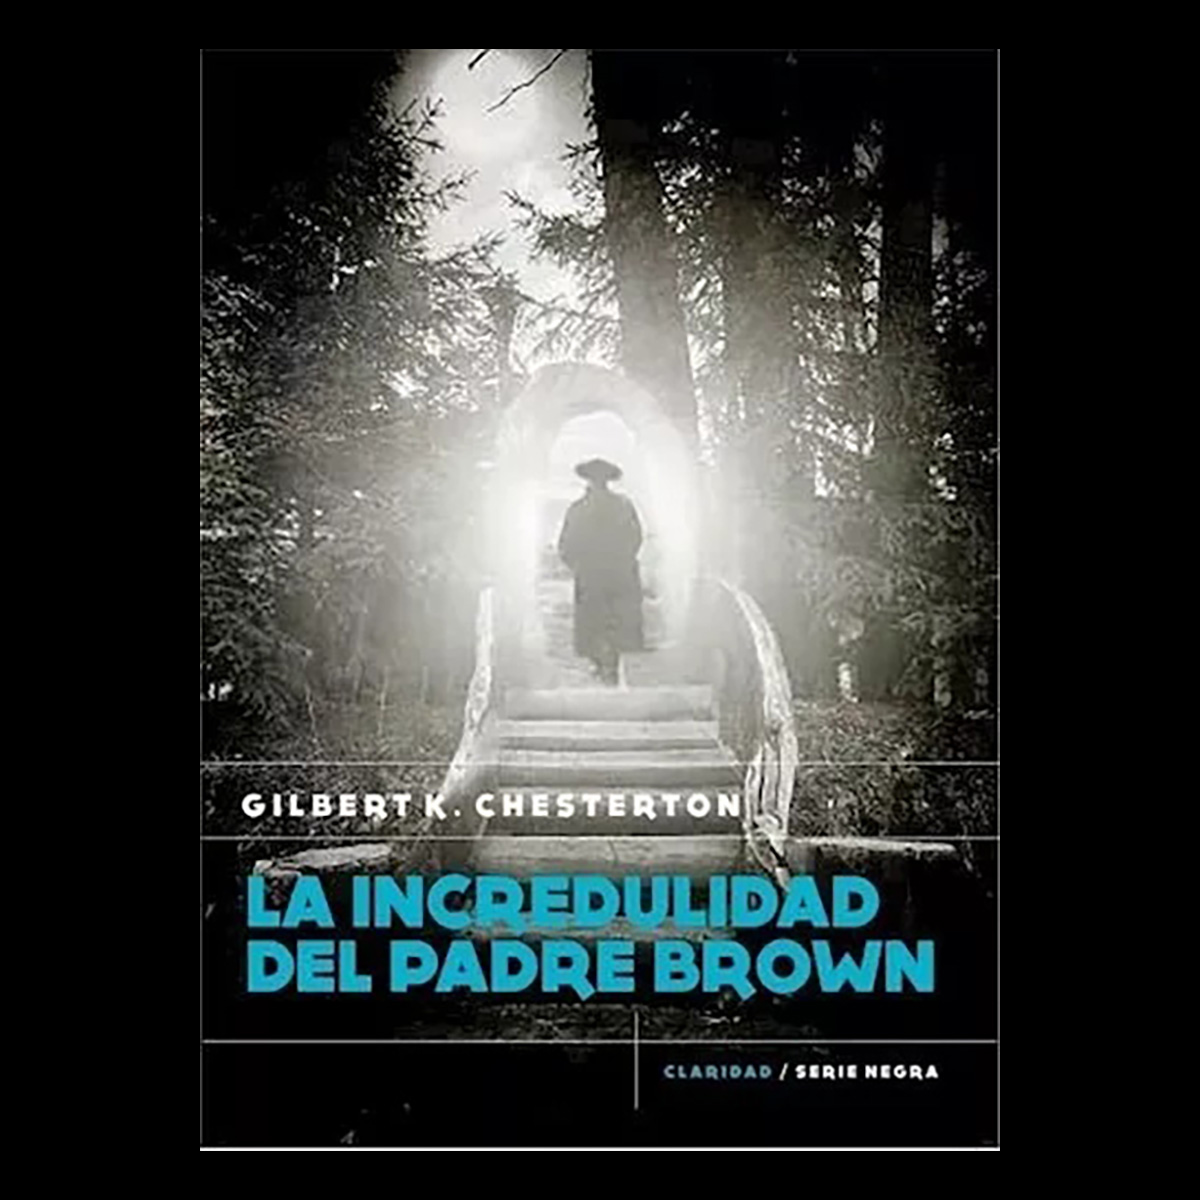 GILBERT K. CHESTERTON
LA INCREDULIDAD
DEL PADRE BROWN
CLARIDAD / SERIE NEGRA